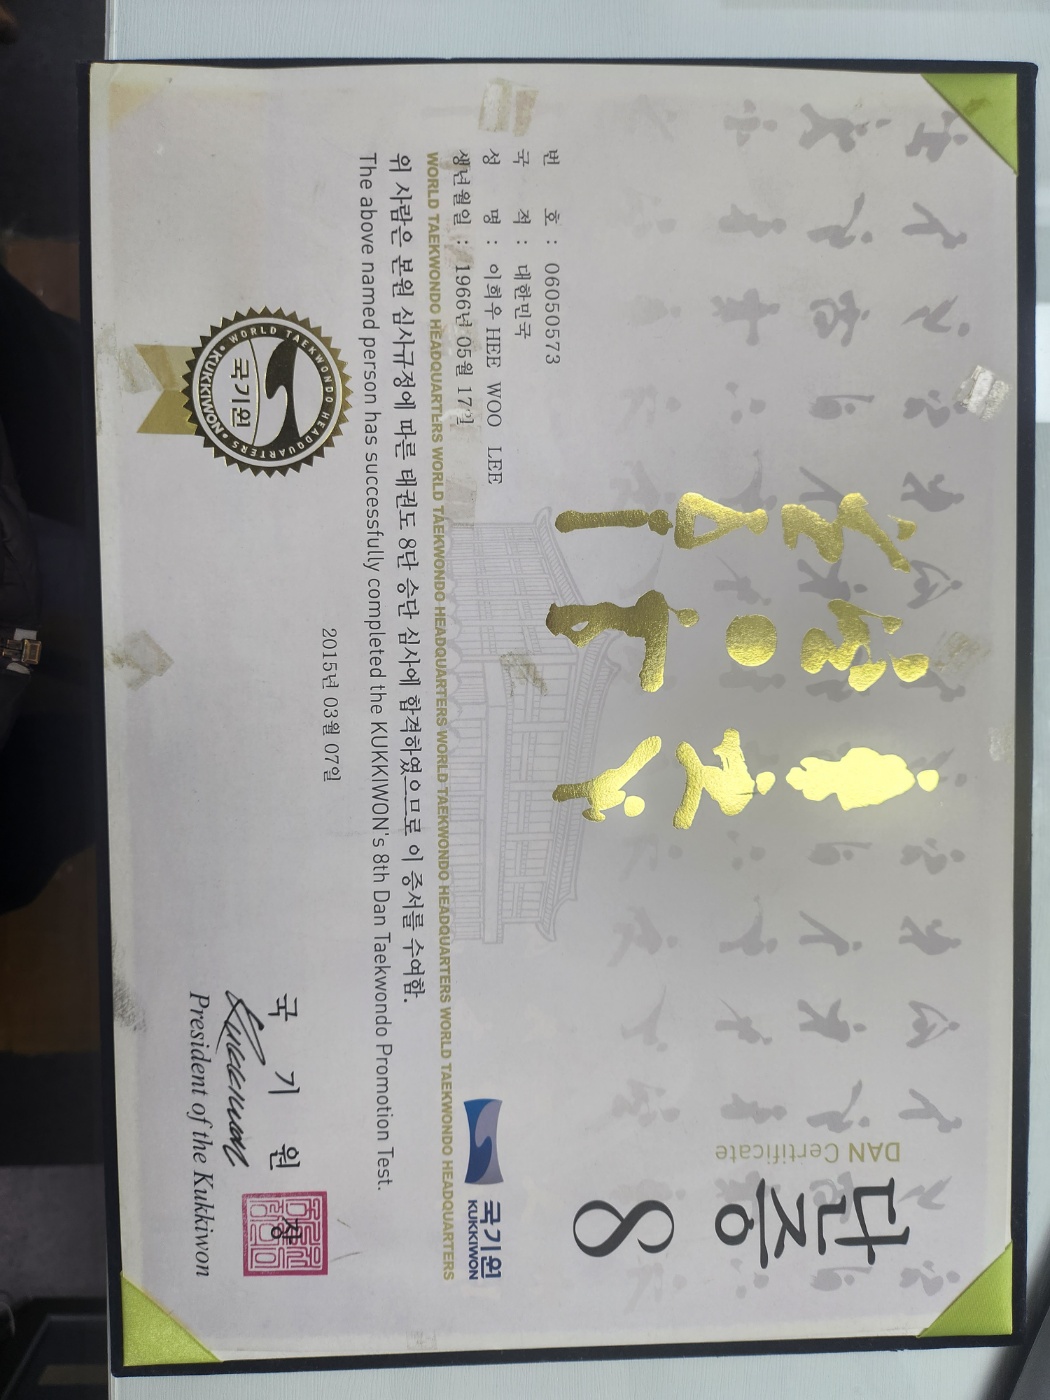 단증
DAN Certificate
8
번 호 : 06050573
국 적 : 대한민국
성 명 : 이희우 HEE WOO LEE
생년월일 : 1966년 05월 17일
국기원
KUKKIWON
WORLD TAEKWONDO HEADQUARTERS WORLD TAEKWONDO HEADQUARTERS WORLD TAEKWONDO HEADQUARTERS WORLD TAEKWONDO HEADQUARTERS WORLD TAEKWONDO HEADQUARTERS
위 사람은 본원 심사규정에 따른 태권도 8단 승단 심사에 합격하였으므로 이 증서를 수여함.
The above named person has successfully completed the KUKKIWON's 8th Dan Taekwondo Promotion Test.
2015년 03월 07일
WORLD TAEKWONDO HEADQUARTERS
국기원
KUKKIWON
국 기 원 장
President of the Kukkiwon